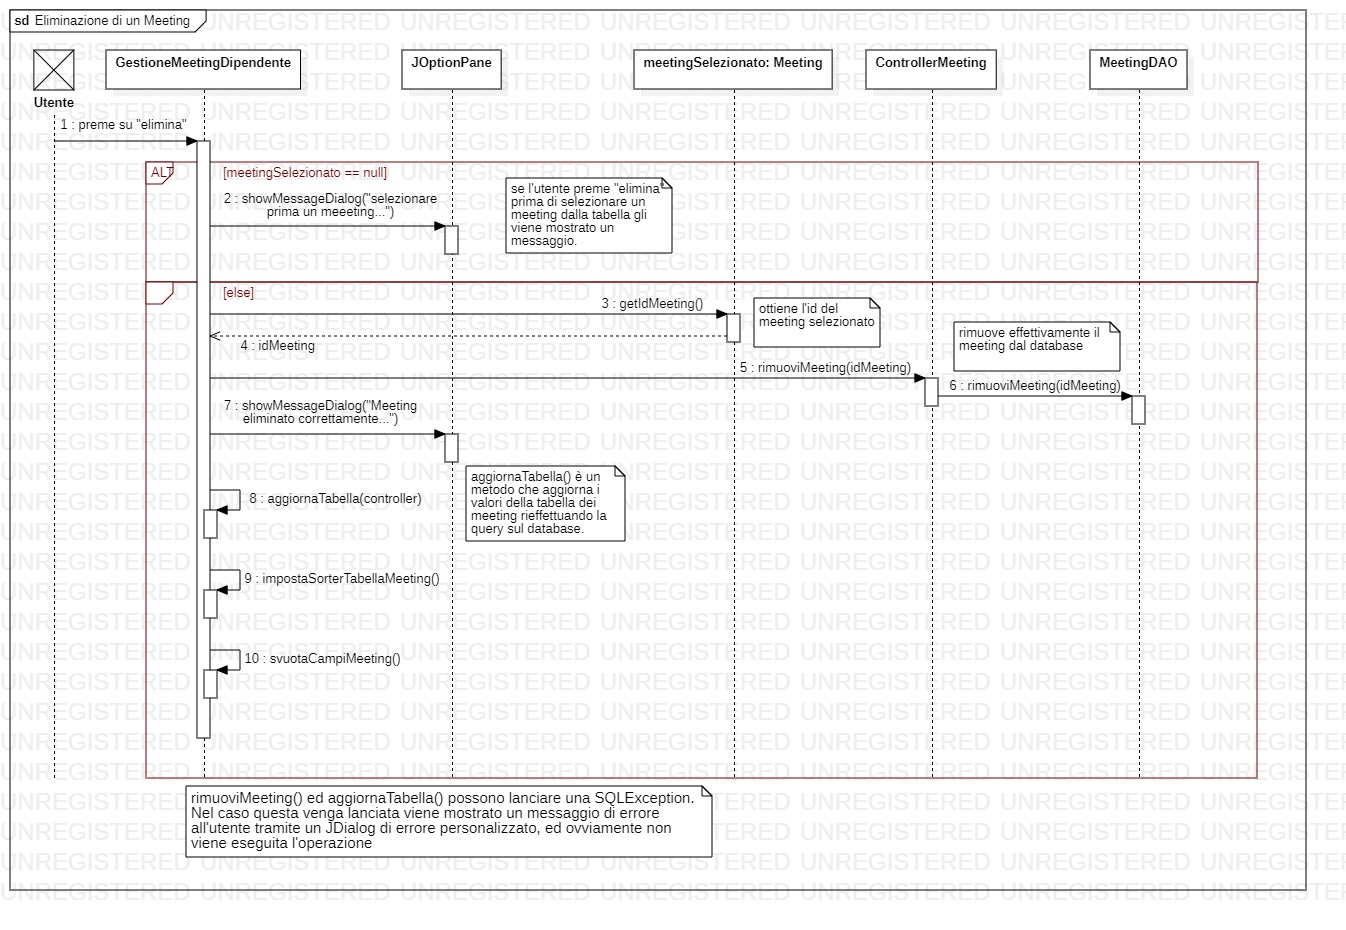 sd Eliminazione di un Meeting
GestioneMeetingDipendente
JOptionPane
meetingSelezionato: Meeting
ControllerMeeting
MeetingDAO
Utente
1 : preme su "elimina"
ALT
[meetingSelezionato == null]
2 : showMessageDialog("selezionare
prima un meeeting...")
se l'utente preme "elimina"
prima di selezionare un
meeting dalla tabella gli
viene mostrato un
messaggio.
[else]
3 : getIdMeeting()
ottiene l'id del
meeting selezionato
4 : idMeeting
rimuove effettivamente il
meeting dal database
5 : rimuoviMeeting(idMeeting)
6 : rimuoviMeeting(idMeeting)
7 : showMessageDialog("Meeting
eliminato correttamente...")
aggiornaTabella() è un
metodo che aggiorna i
valori della tabella dei
meeting rieffettuando la
query sul database.
8 : aggiornaTabella(controller)
9 : impostaSorterTabellaMeeting()
10 : svuotaCampiMeeting()
rimuoviMeeting() ed aggiornaTabella() possono lanciare una SQLException.
Nel caso questa venga lanciata viene mostrato un messaggio di errore
all'utente tramite un JDialog di errore personalizzato, ed ovviamente non
viene eseguita l'operazione
UNREGISTERED